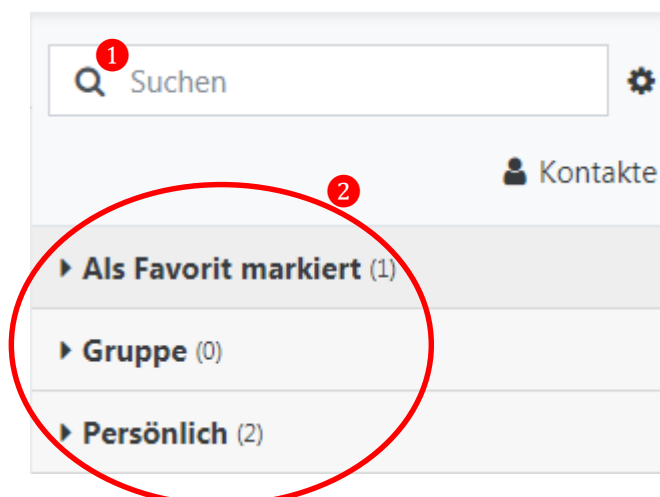 1
Suchen
Kontakte
2
Als Favorit markiert (1)
Gruppe (0)
Persönlich (2)